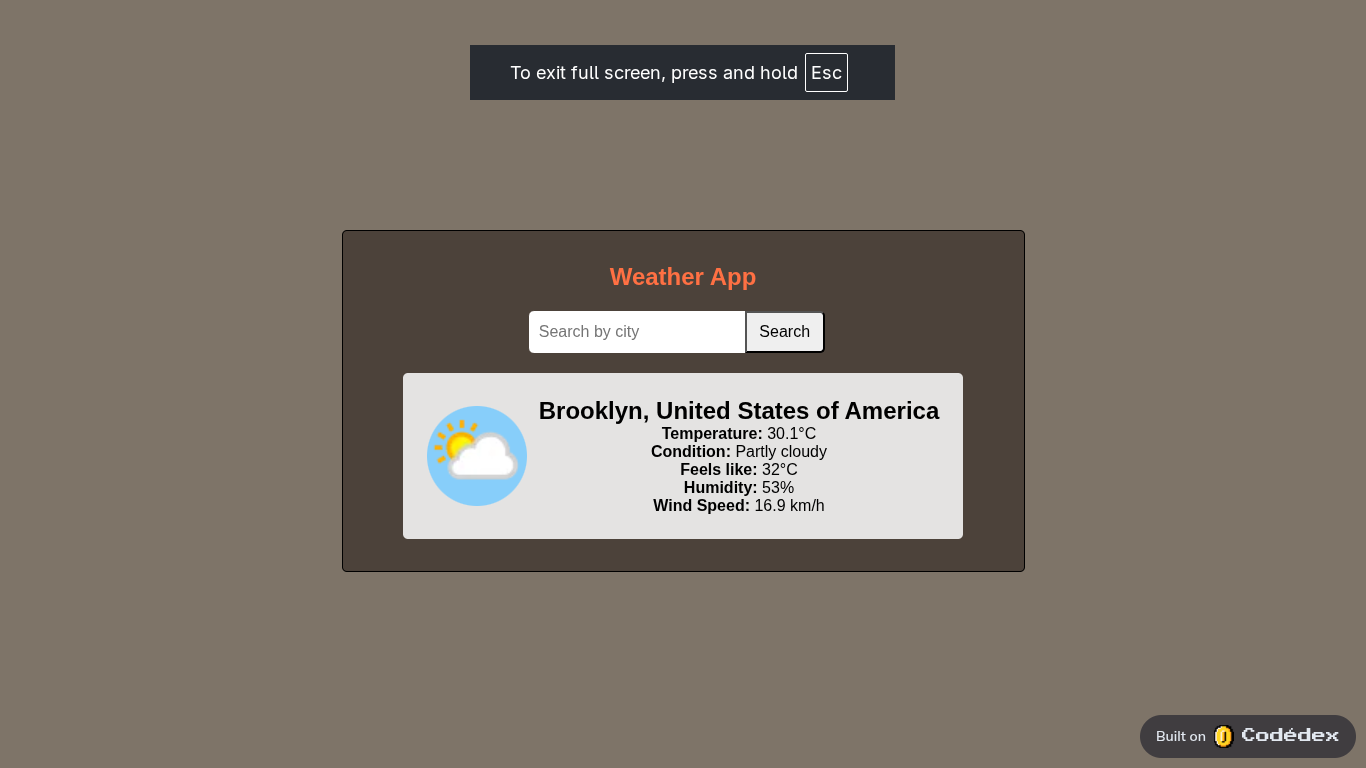 To exit full screen, press and hold Esc
Weather App
Search by city Search
Brooklyn, United States of America
Temperature: 30.1°C
Condition: Partly cloudy
Feels like: 32°C
Humidity: 53%
Wind Speed: 16.9 km/h
Built on Codédex